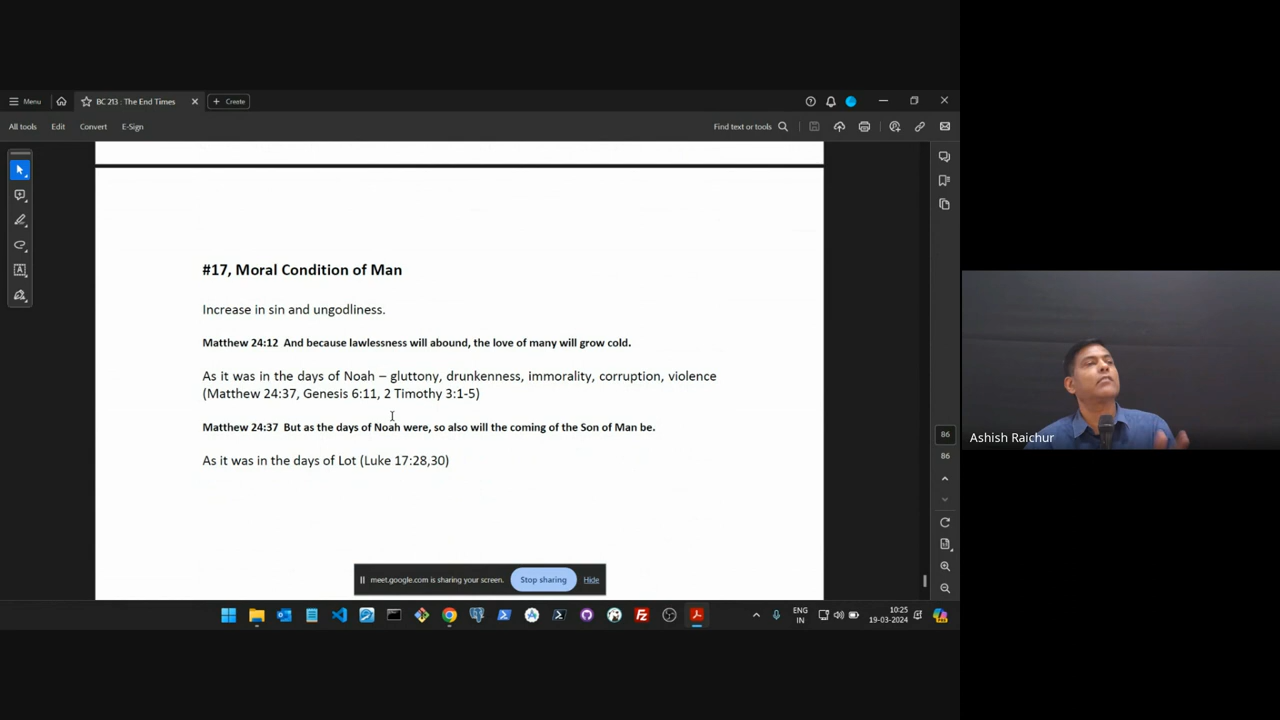 Menu
BC 213 : The End Times
Create
All tools
Edit
Convert
E-Sign
Find text or tools
#17, Moral Condition of Man
Increase in sin and ungodliness.
Matthew 24:12 And because lawlessness will abound, the love of many will grow cold.
As it was in the days of Noah – gluttony, drunkenness, immorality, corruption, violence
(Matthew 24:37, Genesis 6:11, 2 Timothy 3:1-5)
Matthew 24:37 But as the days of Noah were, so also will the coming of the Son of Man be.
As it was in the days of Lot (Luke 17:28,30)
86
86
Ashish Raichur
meet.google.com is sharing your screen.
Stop sharing
Hide
ENG
IN
10:25
19-03-2024